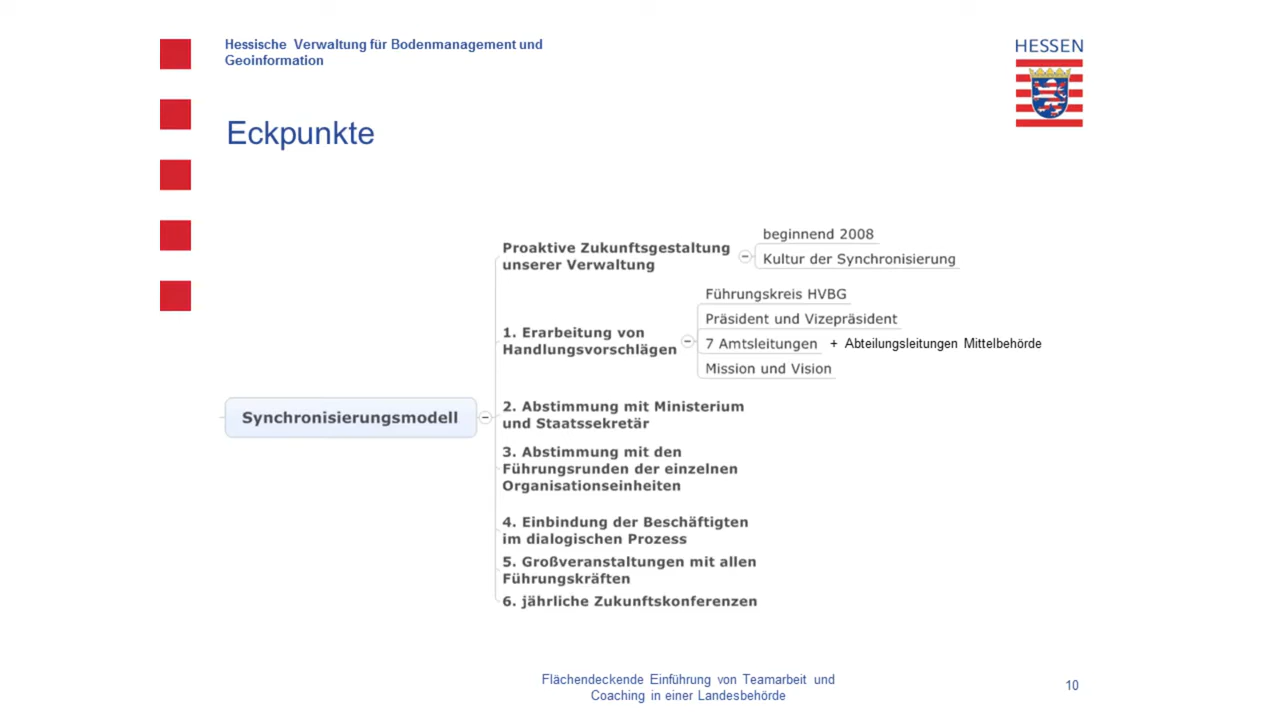 Hessische Verwaltung für Bodenmanagement und
Geoinformation
HESSEN
Eckpunkte
Synchronisierungsmodell
Proaktive Zukunftsgestaltung
unserer Verwaltung
beginnend 2008
Kultur der Synchronisierung
1. Erarbeitung von
Handlungsvorschlägen
Führungskreis HVBG
Präsident und Vizepräsident
7 Amtsleitungen + Abteilungsleitungen Mittelbehörde
Mission und Vision
2. Abstimmung mit Ministerium
und Staatssekretär
3. Abstimmung mit den
Führungsrunden der einzelnen
Organisationseinheiten
4. Einbindung der Beschäftigten
im dialogischen Prozess
5. Großveranstaltungen mit allen
Führungskräften
6. jährliche Zukunftskonferenzen
Flächendeckende Einführung von Teamarbeit und
Coaching in einer Landesbehörde
10